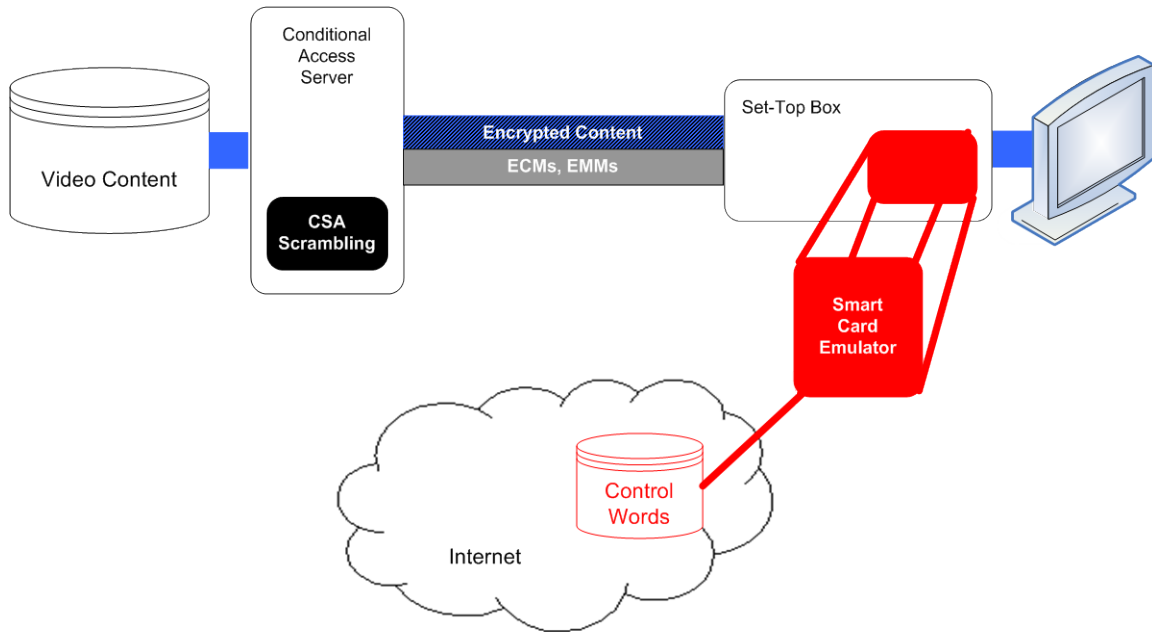 Conditional
Access
Server
Video Content
CSA
Scrambling
Encrypted Content
ECMs, EMMs
Set-Top Box
Smart
Card
Emulator
Control
Words
Internet